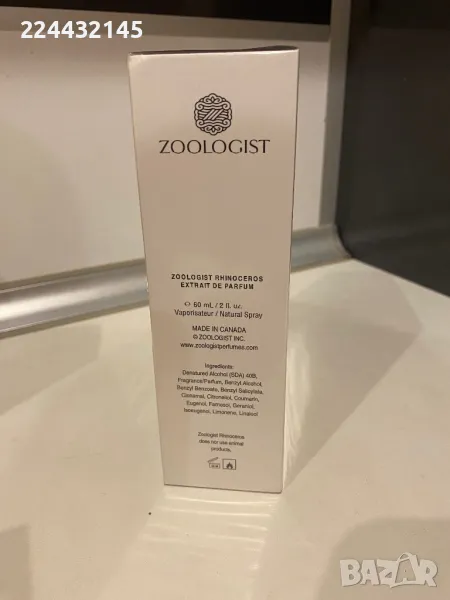 224432145
ZOOLOGIST
ZOOLOGIST RHINOCEROS
EXTRAIT DE PARFUM
℮ 60 mL / 2 fl. oz.
Vaporisateur / Natural Spray
MADE IN CANADA
© ZOOLOGIST INC.
www.zoologistperfumes.com
Ingredients:
Denatured Alcohol (SDA) 40B,
Fragrance/Parfum, Benzyl Alcohol,
Benzyl Benzoate, Benzyl Salicylate,
Cinnamal, Citronellol, Coumarin,
Eugenol, Farnesol, Geraniol,
Isoeugenol, Limonene, Linalool
Zoologist Rhinoceros
does not use animal
products.
BAZAR